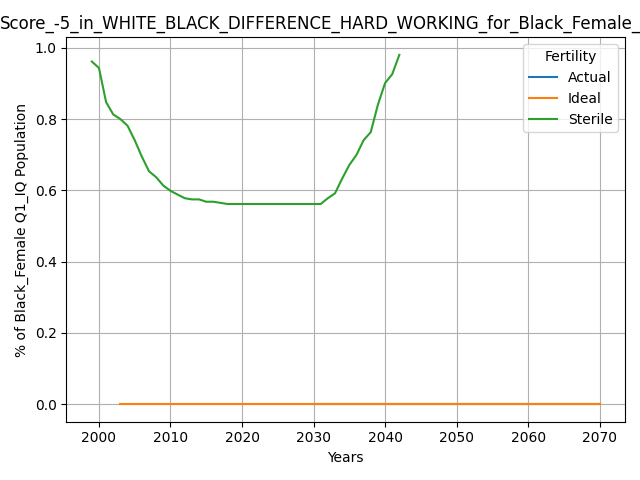 Score_-5_in_WHITE_BLACK_DIFFERENCE_HARD_WORKING_for_Black_Female_
Fertility
Actual
Ideal
Sterile
1.0
0.8
0.6
0.4
0.2
0.0
% of Black_Female Q1_IQ Population
2000 2010 2020 2030 2040 2050 2060 2070
Years